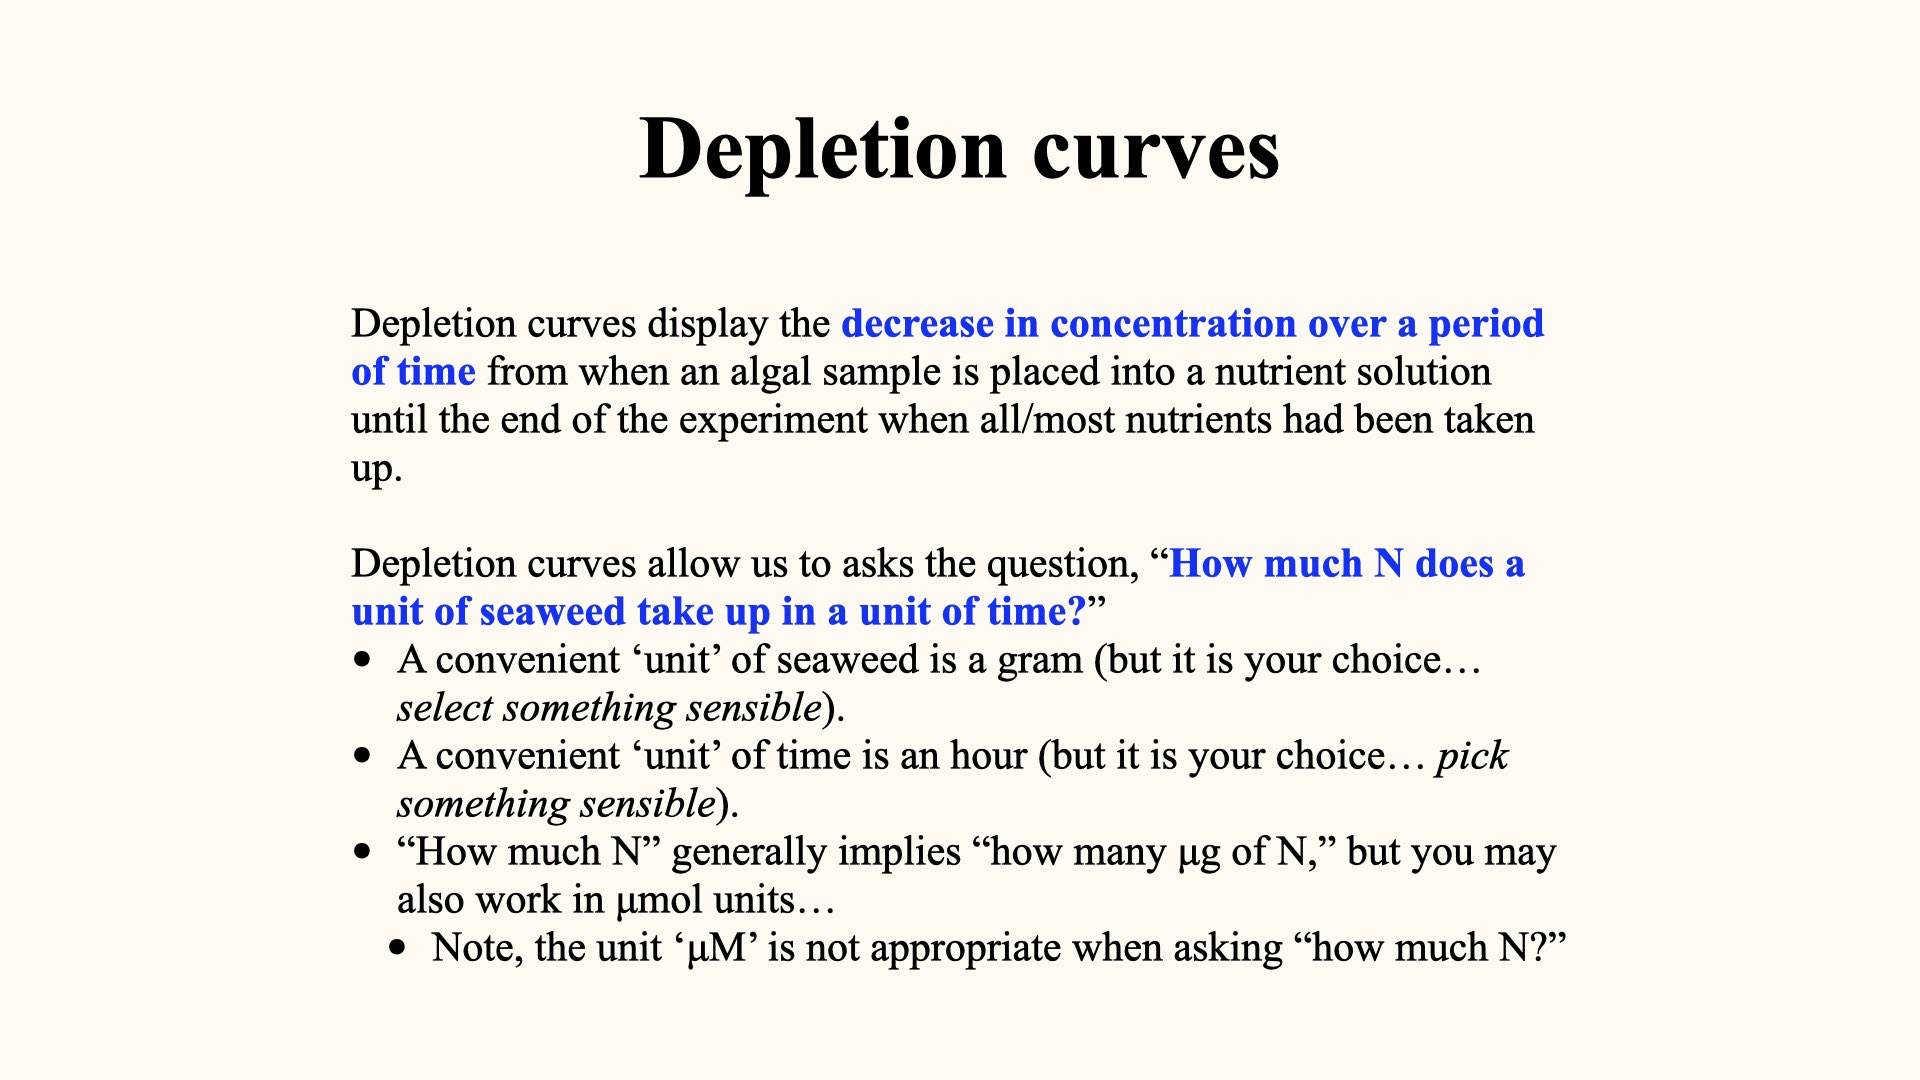 Depletion curves
Depletion curves display the decrease in concentration over a period
of time from when an algal sample is placed into a nutrient solution
until the end of the experiment when all/most nutrients had been taken
up.
Depletion curves allow us to asks the question, “How much N does a
unit of seaweed take up in a unit of time?”
• A convenient ‘unit’ of seaweed is a gram (but it is your choice…
select something sensible).
• A convenient ‘unit’ of time is an hour (but it is your choice… pick
something sensible).
• “How much N” generally implies “how many μg of N,” but you may
also work in μmol units…
• Note, the unit ‘μM’ is not appropriate when asking “how much N?”